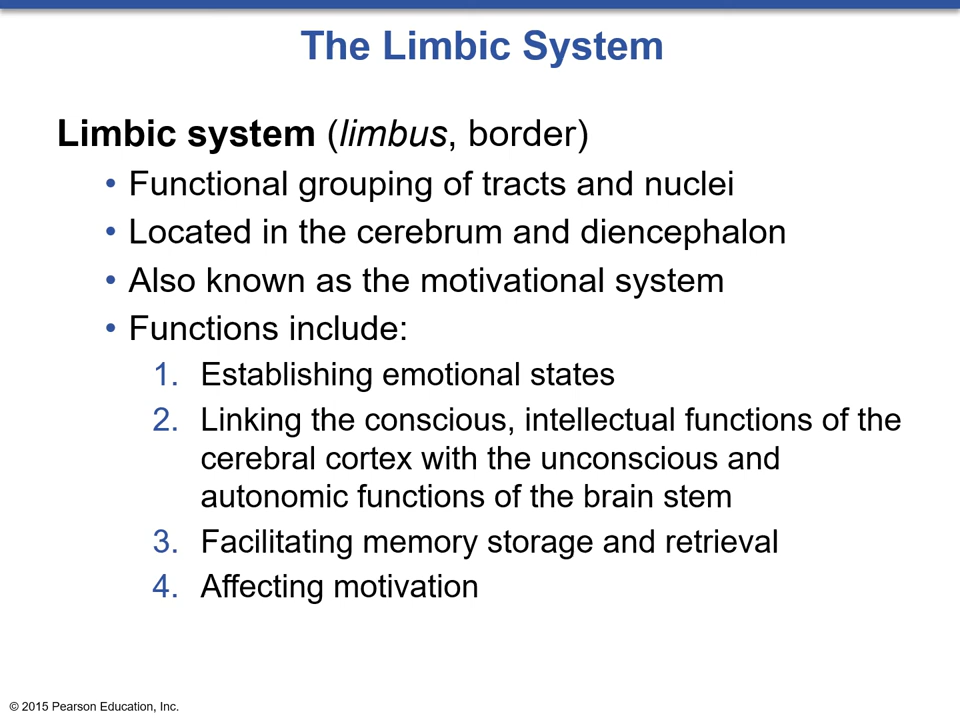 The Limbic System
Limbic system (limbus, border)
• Functional grouping of tracts and nuclei
• Located in the cerebrum and diencephalon
• Also known as the motivational system
• Functions include:
1. Establishing emotional states
2. Linking the conscious, intellectual functions of the
cerebral cortex with the unconscious and
autonomic functions of the brain stem
3. Facilitating memory storage and retrieval
4. Affecting motivation
© 2015 Pearson Education, Inc.